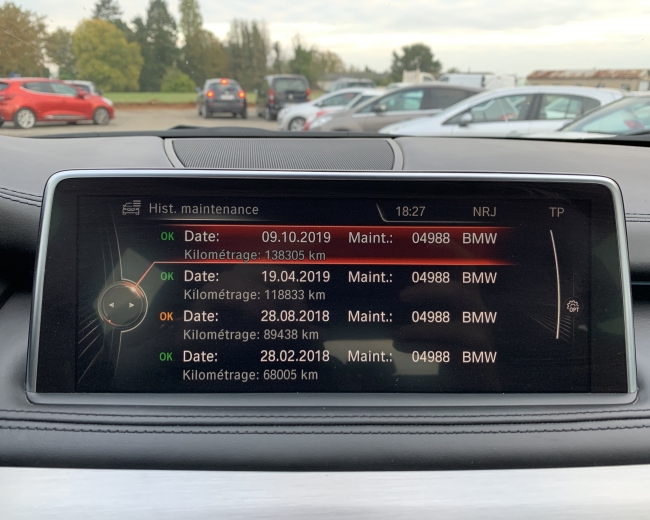 Hist. maintenance 18:27 NRJ TP
OK Date: 09.10.2019 Maint.: 04988 BMW
Kilométrage: 138305 km
OK Date: 19.04.2019 Maint.: 04988 BMW
Kilométrage: 118833 km
OK Date: 28.08.2018 Maint.: 04988 BMW
Kilométrage: 89438 km
OK Date: 28.02.2018 Maint.: 04988 BMW
Kilométrage: 68005 km
OPT